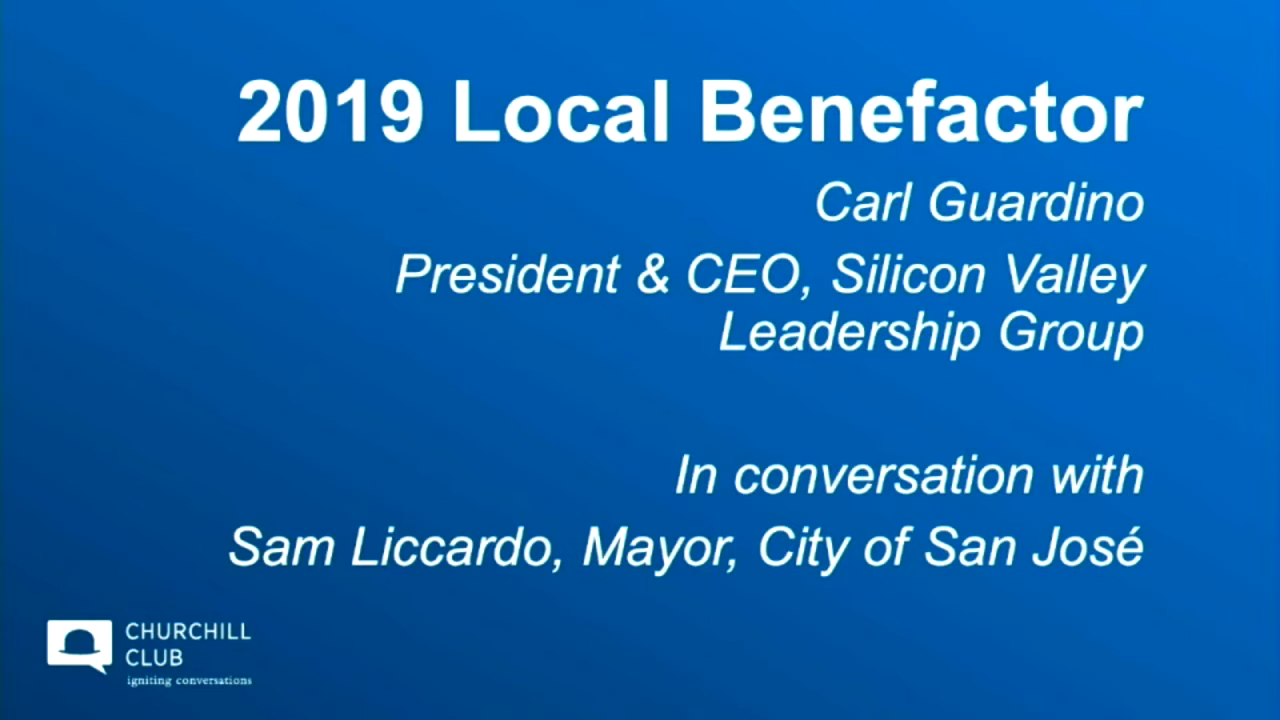 2019 Local Benefactor
Carl Guardino
President & CEO, Silicon Valley
Leadership Group
In conversation with
Sam Liccardo, Mayor, City of San José
CHURCHILL
CLUB
igniting conversations